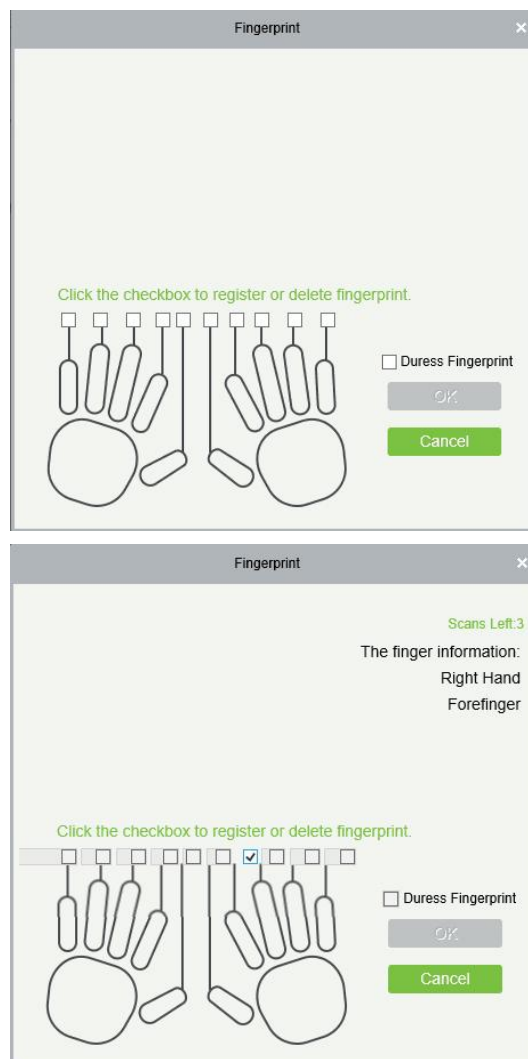 Fingerprint
Click the checkbox to register or delete fingerprint.
Duress Fingerprint
OK
Cancel
Fingerprint
Scans Left:3
The finger information:
Right Hand
Forefinger
Click the checkbox to register or delete fingerprint.
Duress Fingerprint
OK
Cancel